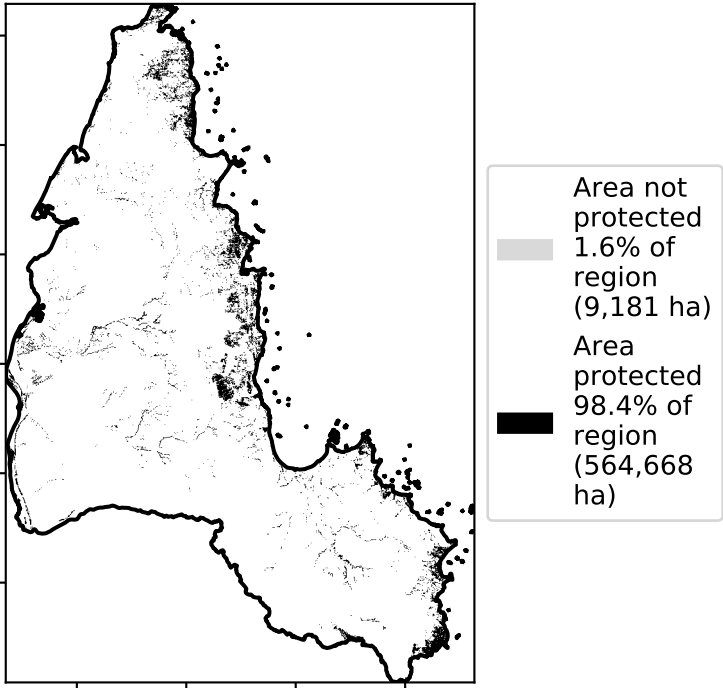 Area not
protected
1.6% of
region
(9,181 ha)
Area
protected
98.4% of
region
(564,668
ha)